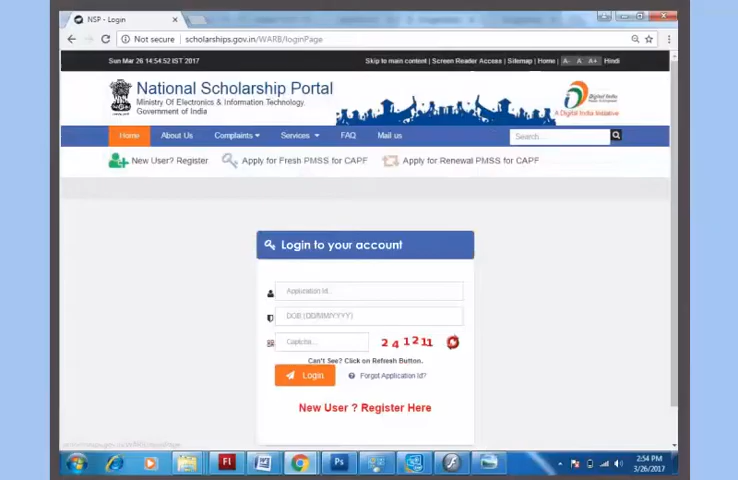 NSP - Login
Not secure scholarships.gov.in/WARB/loginPage
Sun Mar 26 14:54:52 IST 2017 Skip to main content | Screen Reader Access | Sitemap | Home A- A A+ Hindi
National Scholarship Portal
Ministry Of Electronics & Information Technology,
Government of India
Digital India
A Digital India Initiative
Home About Us Complaints Services FAQ Mail us Search...
New User? Register Apply for Fresh PMSS for CAPF Apply for Renewal PMSS for CAPF
Login to your account
Application Id..
DOB (DD/MM/YYYY)
Captcha... 241211
Can't See? Click on Refresh Button.
Login Forgot Application Id?
New User ? Register Here
Fl W Ps
2:54 PM
3/26/2017